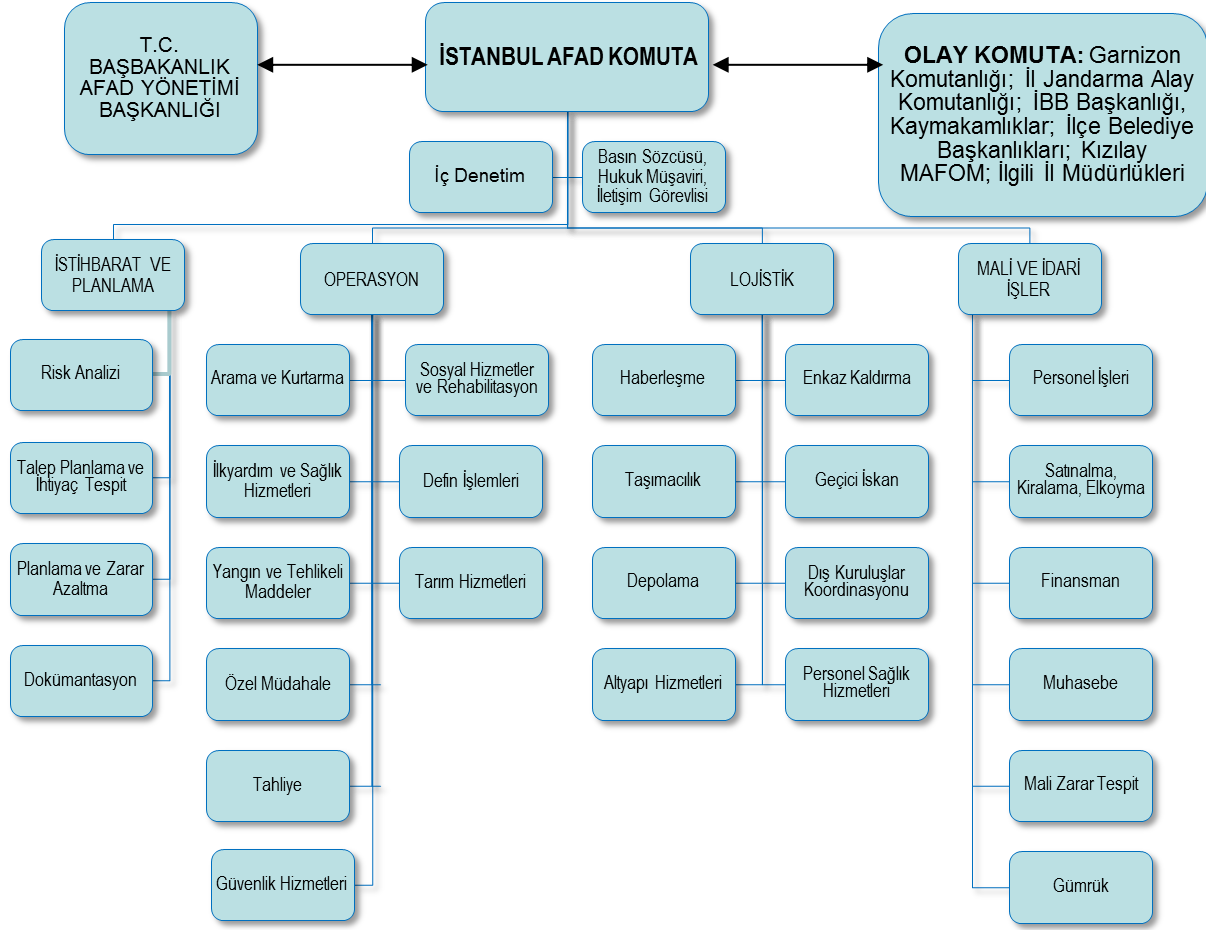 T.C.
BAŞBAKANLIK
AFAD YÖNETİMİ
BAŞKANLIĞI
İSTANBUL AFAD KOMUTA
OLAY KOMUTA: Garnizon
Komutanlığı; İl Jandarma Alay
Komutanlığı; İBB Başkanlığı,
Kaymakamlıklar; İlçe Belediye
Başkanlıkları; Kızılay
MAFOM; İlgili İl Müdürlükleri
İç Denetim
Basın Sözcüsü,
Hukuk Müşaviri,
İletişim Görevlisi
İSTİHBARAT VE
PLANLAMA
Risk Analizi
Talep Planlama ve
İhtiyaç Tespit
Planlama ve Zarar
Azaltma
Dokümantasyon
OPERASYON
Arama ve Kurtarma
Sosyal Hizmetler
ve Rehabilitasyon
İlkyardım ve Sağlık
Hizmetleri
Defin İşlemleri
Yangın ve Tehlikeli
Maddeler
Tarım Hizmetleri
Özel Müdahale
Tahliye
Güvenlik Hizmetleri
LOJİSTİK
Haberleşme
Enkaz Kaldırma
Taşımacılık
Geçici İskan
Depolama
Dış Kuruluşlar
Koordinasyonu
Altyapı Hizmetleri
Personel Sağlık
Hizmetleri
MALİ VE İDARİ
İŞLER
Personel İşleri
Satınalma,
Kiralama, Elkoyma
Finansman
Muhasebe
Mali Zarar Tespit
Gümrük